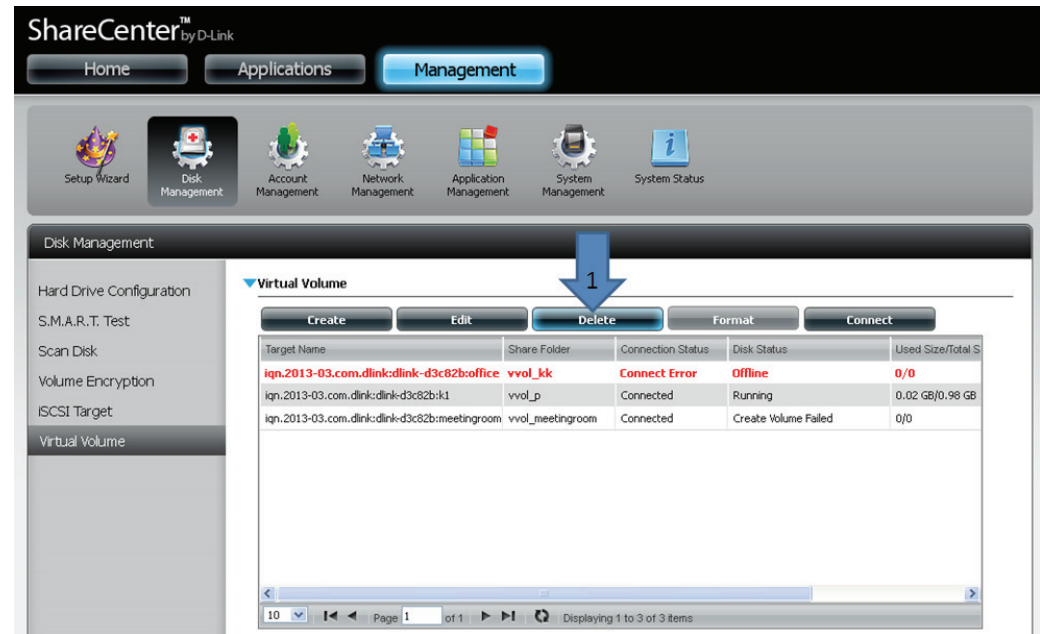 ShareCenter™ by D-Link
Home Applications Management
Setup Wizard Disk Management Account Management Network Management Application Management System Management System Status
Disk Management
Hard Drive Configuration
S.M.A.R.T. Test
Scan Disk
Volume Encryption
iSCSI Target
Virtual Volume
Virtual Volume
1
Create Edit Delete Format Connect
Target Name Share Folder Connection Status Disk Status Used Size/Total S
iqn.2013-03.com.dlink:dlink-d3c82b:office vvol_kk Connect Error Offline 0/0
iqn.2013-03.com.dlink:dlink-d3c82b:k1 vvol_p Connected Running 0.02 GB/0.98 GB
iqn.2013-03.com.dlink:dlink-d3c82b:meetingroom vvol_meetingroom Connected Create Volume Failed 0/0
10 Page 1 of 1 Displaying 1 to 3 of 3 items